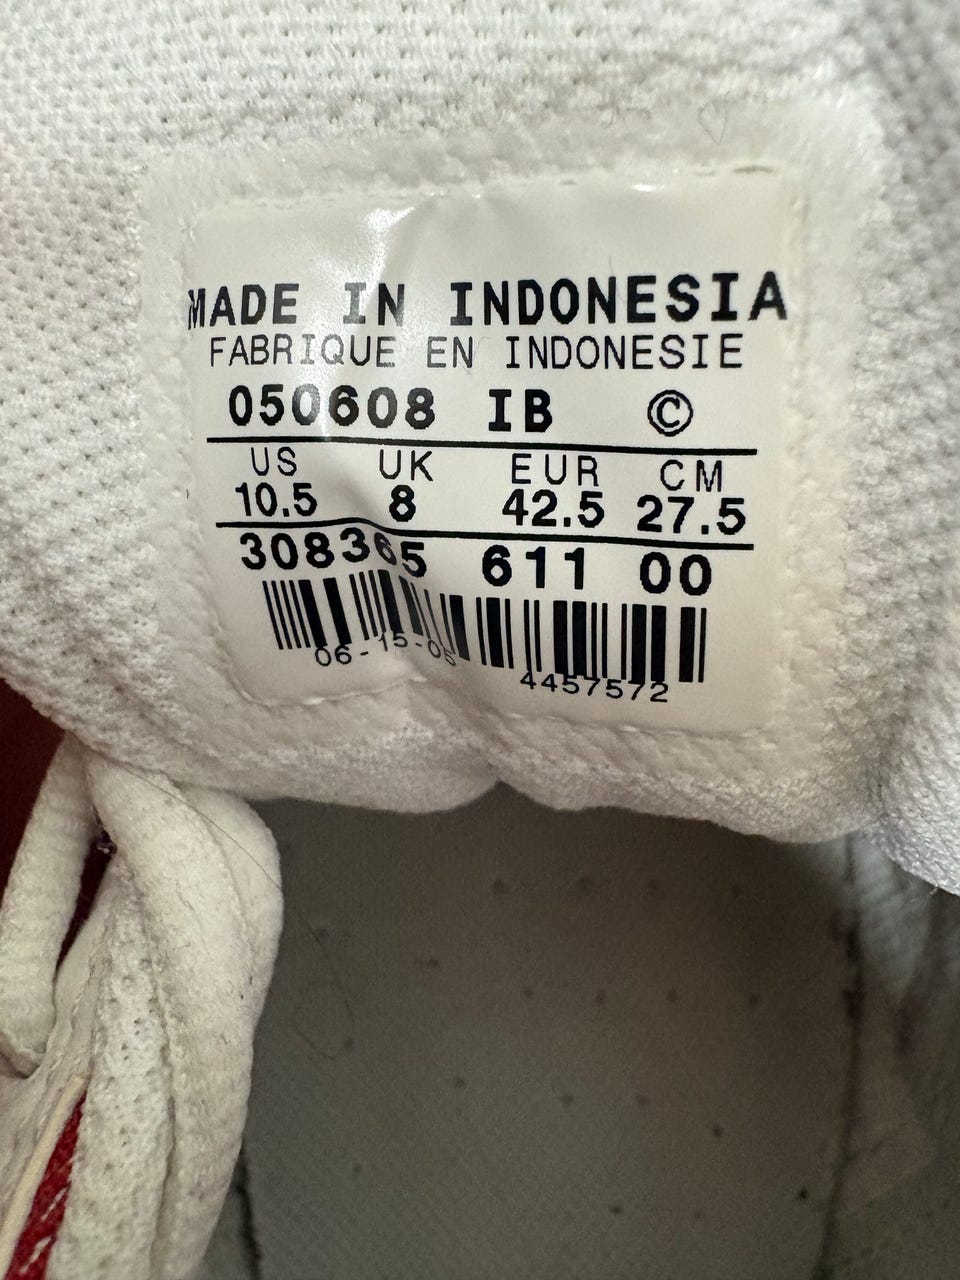 MADE IN INDONESIA
FABRIQUE EN INDONESIE
050608 IB ©
US UK EUR CM
10.5 8 42.5 27.5
308365 611 00
06-15-05
4457572